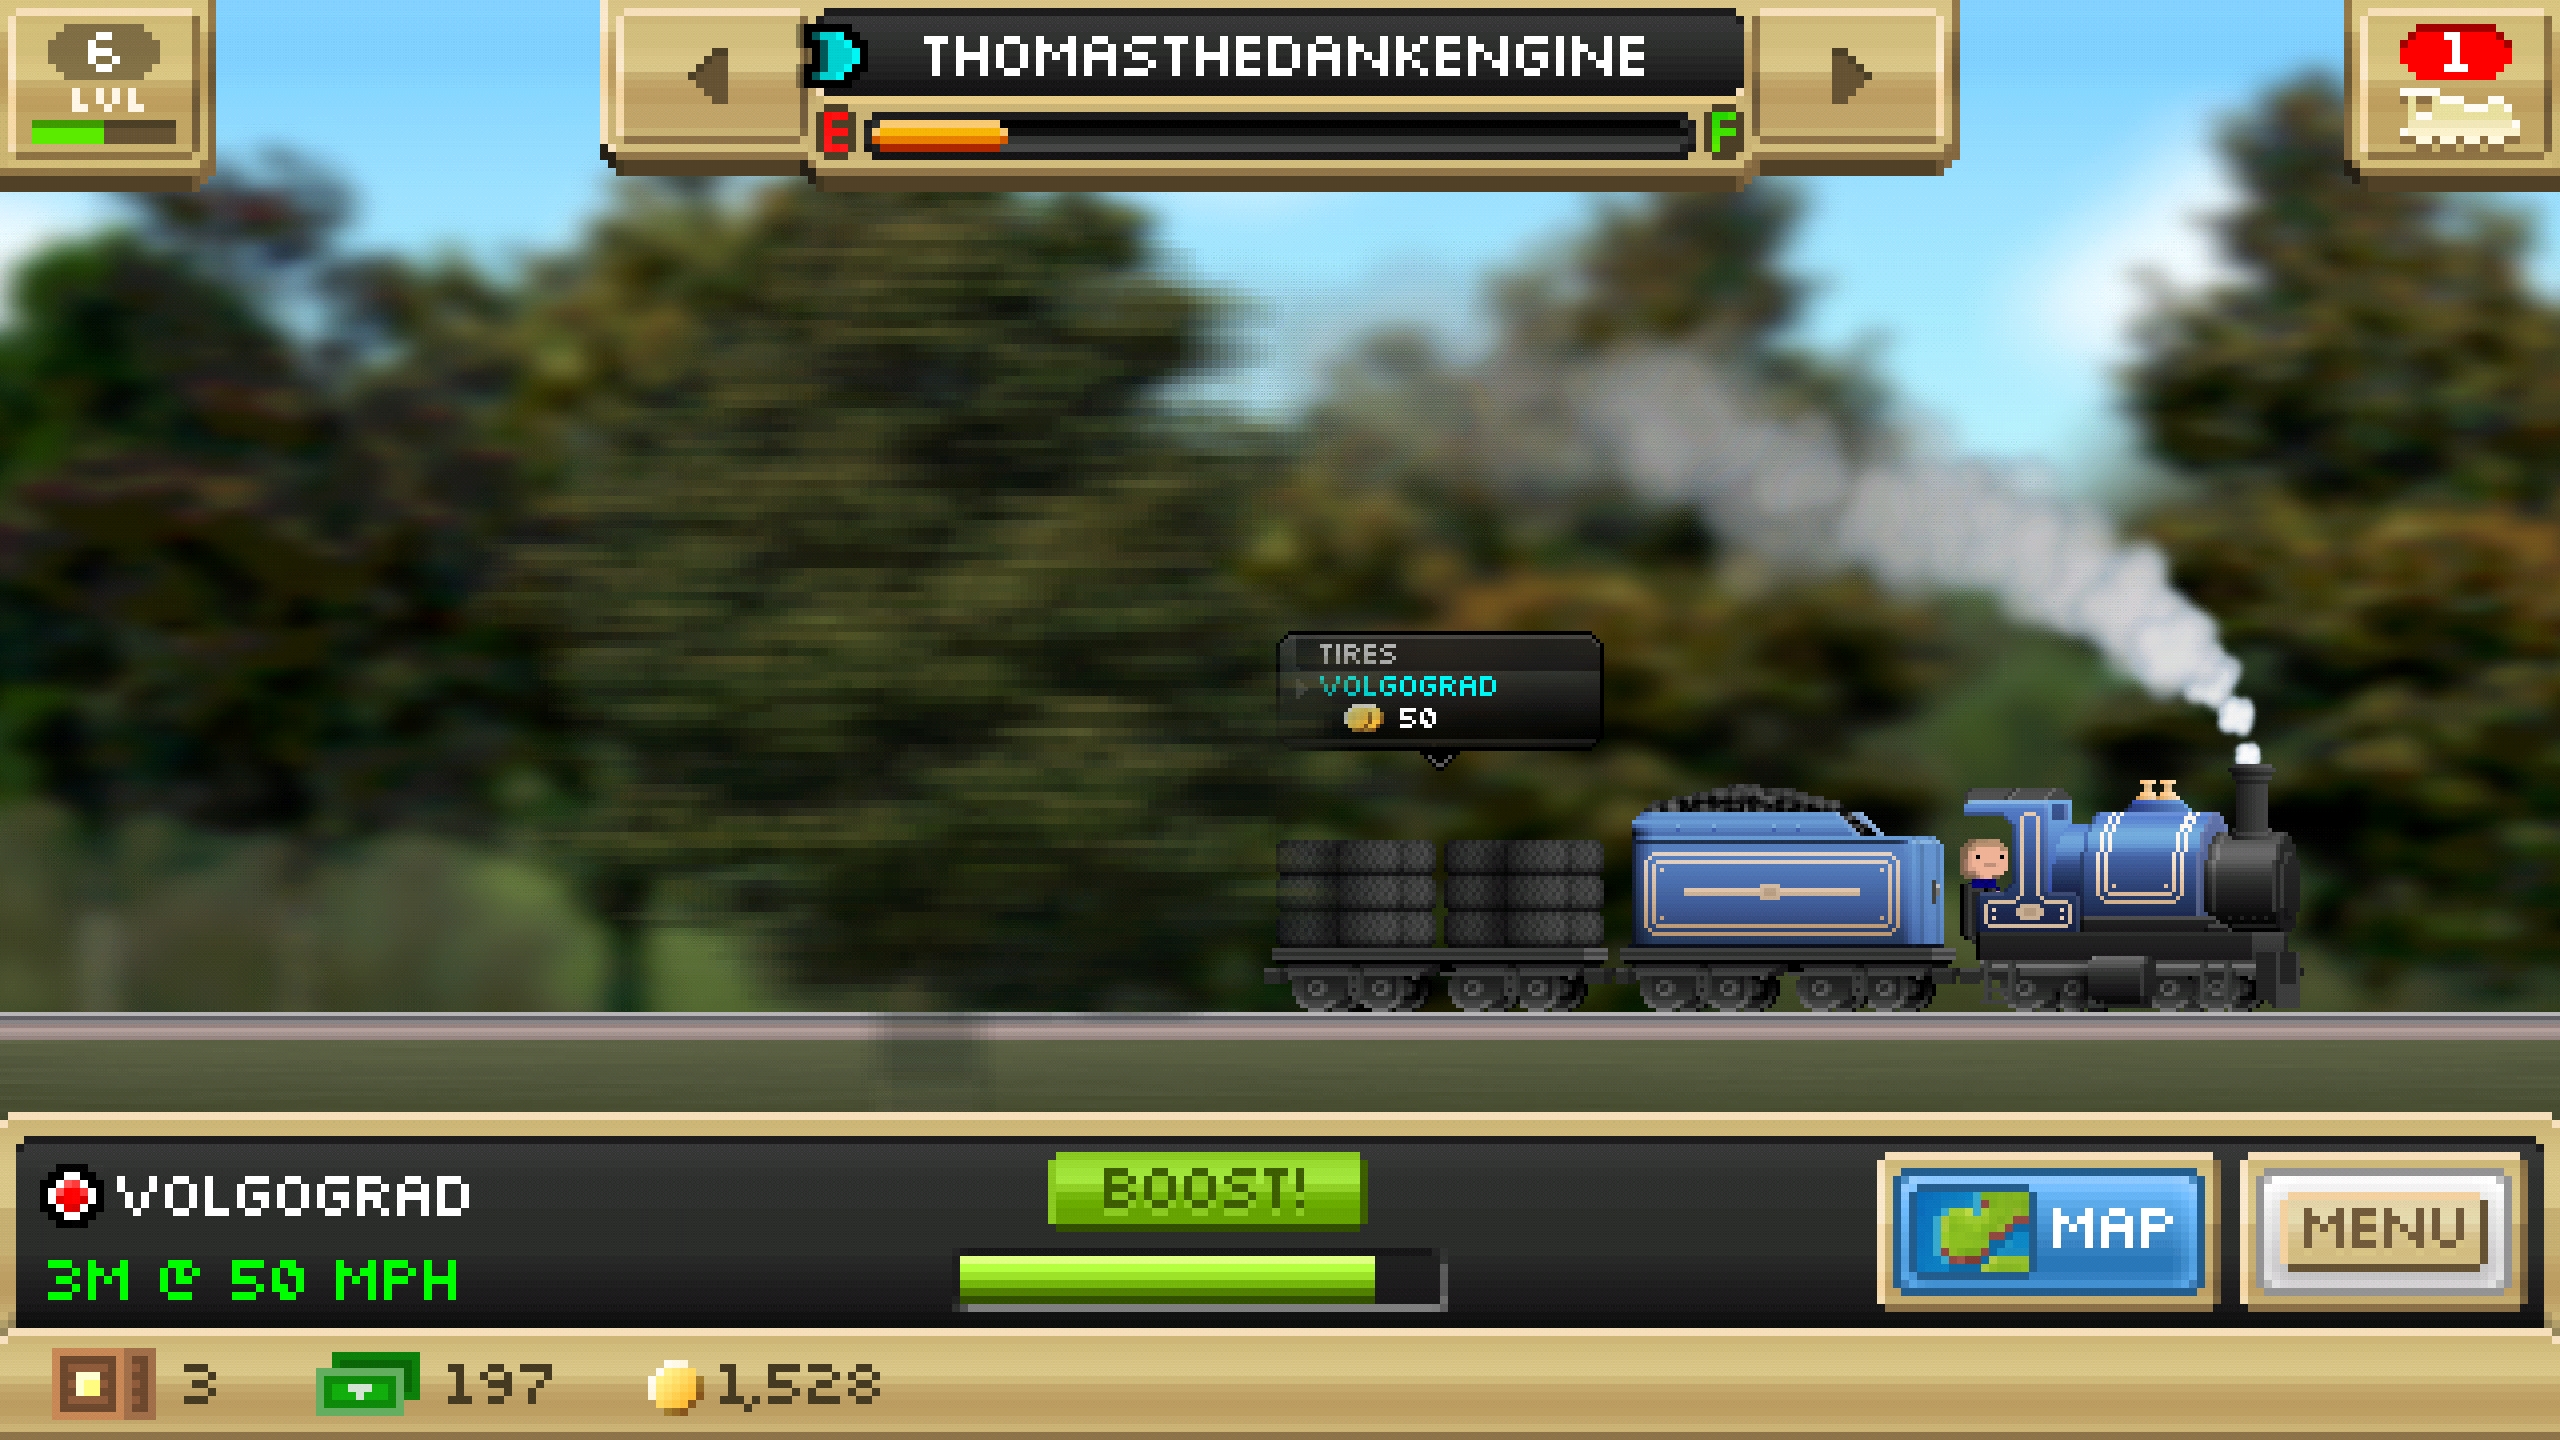 6
LVL
THOMASTHEDANKENGINE
E F
1
TIRES
VOLGOGRAD
50
VOLGOGRAD
3M @ 50 MPH
BOOST!
MAP
MENU
3 197 1,528